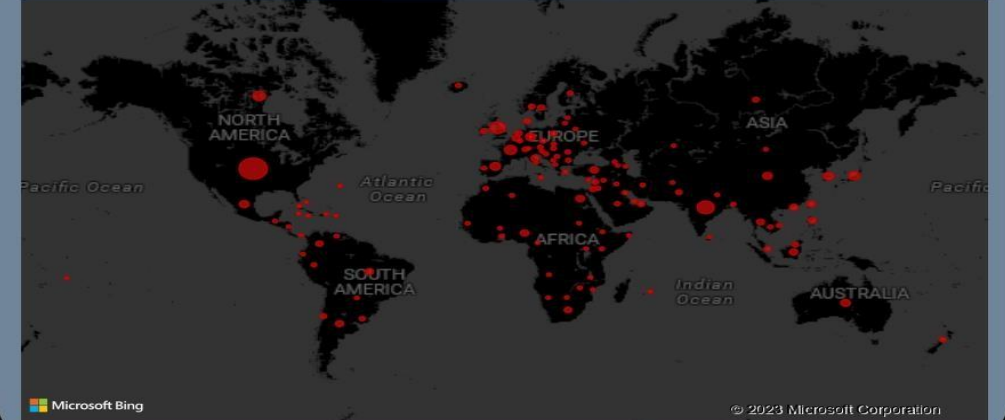 NORTH
AMERICA
EUROPE
ASIA
Pacific Ocean
Atlantic
Ocean
Pacific
AFRICA
SOUTH
AMERICA
Indian
Ocean
AUSTRALIA
Microsoft Bing
© 2023 Microsoft Corporation